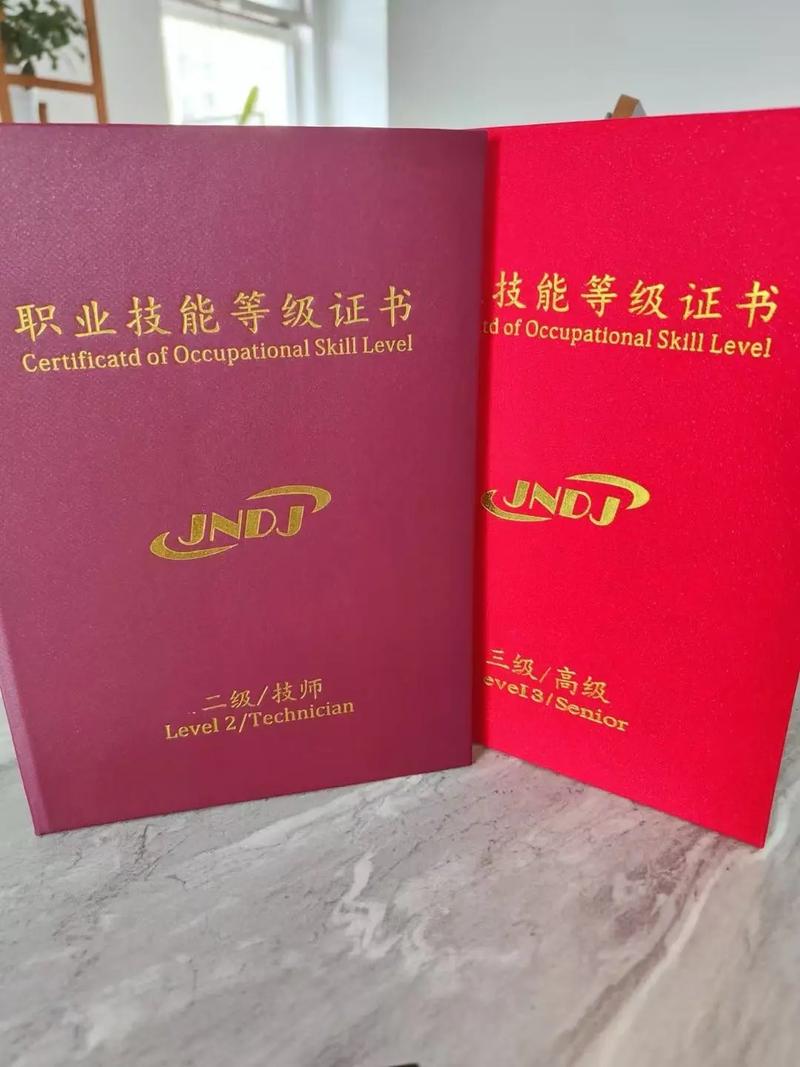 职业技能等级证书
Certificatd of Occupational Skill Level
JNDJ
二级/技师
Level 2/Technician
技能等级证书
td of Occupational Skill Level
JNDJ
三级/高级
evel 3/Senior